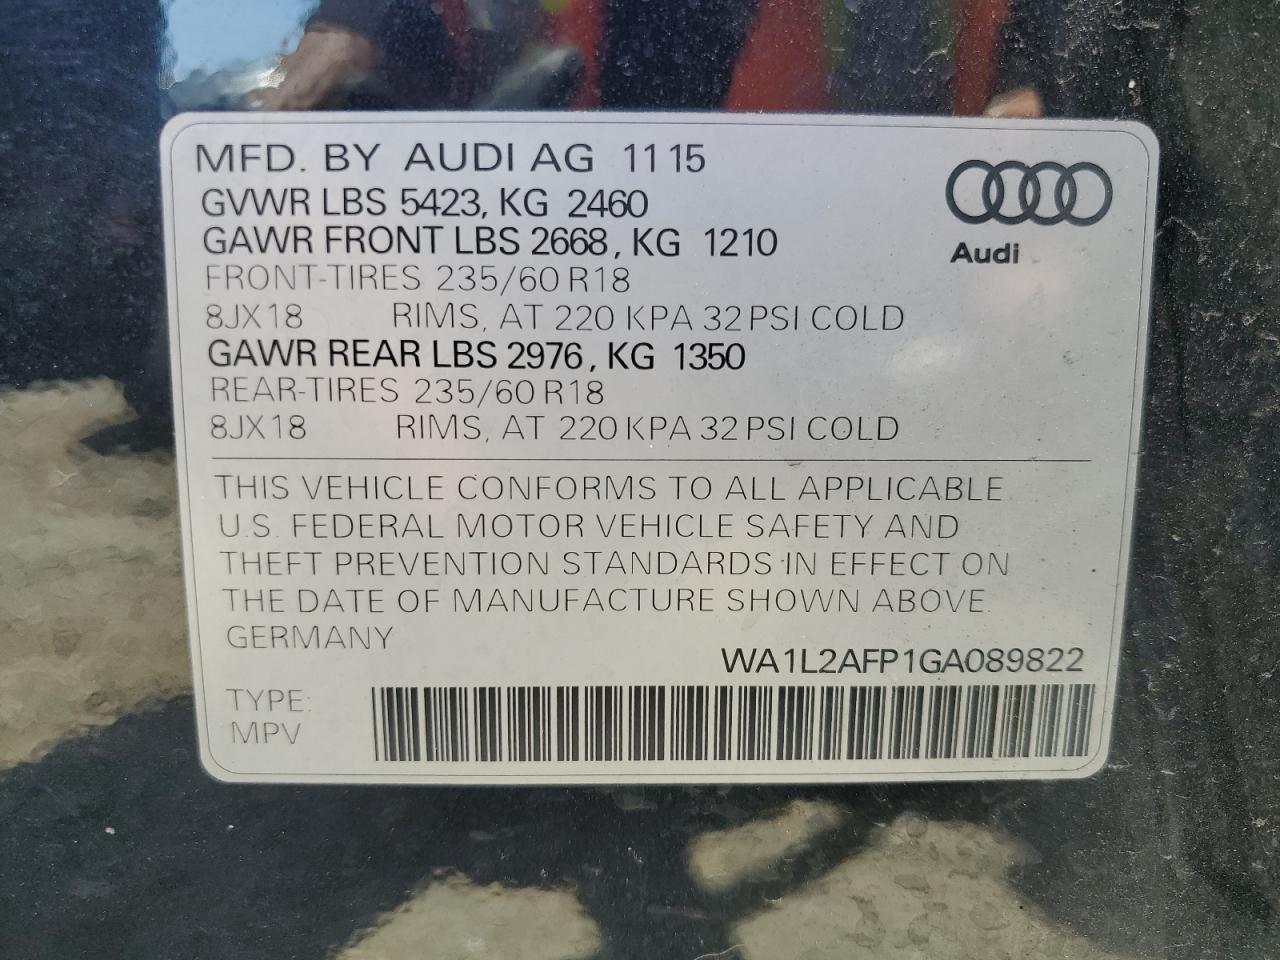 MFD. BY AUDI AG 11 15
GVWR LBS 5423, KG 2460
GAWR FRONT LBS 2668, KG 1210
FRONT-TIRES 235/60 R18
8JX18 RIMS, AT 220 KPA 32 PSI COLD
GAWR REAR LBS 2976, KG 1350
REAR-TIRES 235/60 R18
8JX18 RIMS, AT 220 KPA 32 PSI COLD
Audi
THIS VEHICLE CONFORMS TO ALL APPLICABLE
U.S. FEDERAL MOTOR VEHICLE SAFETY AND
THEFT PREVENTION STANDARDS IN EFFECT ON
THE DATE OF MANUFACTURE SHOWN ABOVE.
GERMANY
WA1L2AFP1GA089822
TYPE:
MPV